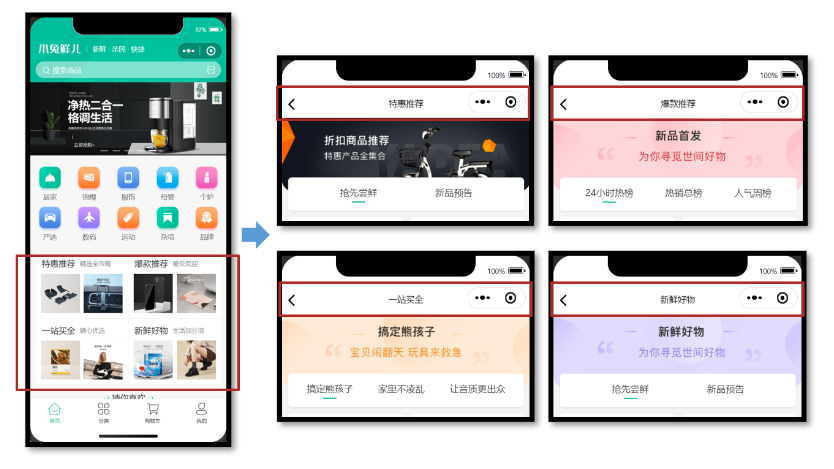 87%
小兔鲜儿 新鲜·亲民·快捷
搜索商品
净热二合一
格调生活
立即抢购>
居家 锦鲤 服饰 母婴 个护
严选 数码 运动 杂项 品牌
特惠推荐 精选全攻略 爆款推荐 最受欢迎
一站买全 精心优选 新鲜好物 生活加分项
猜你喜欢
首页 分类 购物车 我的
100%
特惠推荐
折扣商品推荐
特惠产品全集合
抢先尝鲜 新品预告
100%
爆款推荐
新品首发
为你寻觅世间好物
24小时热榜 热销总榜 人气周榜
100%
一站买全
搞定熊孩子
宝贝闹翻天 玩具来救急
搞定熊孩子 家里不凌乱 让音质更出众
100%
新鲜好物
新鲜好物
为你寻觅世间好物
抢先尝鲜 新品预告